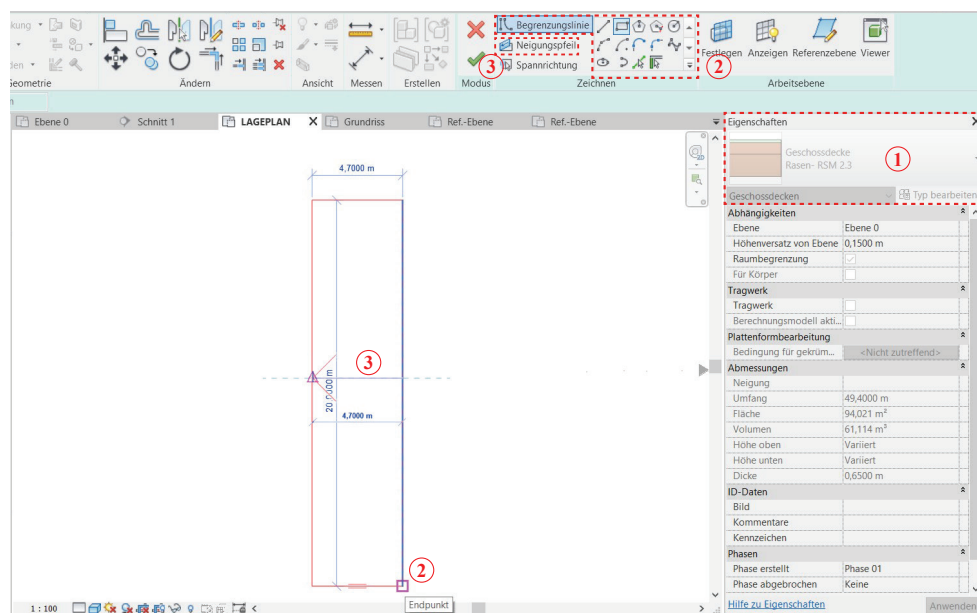 kung
Begrenzungslinie
Neigungspfeil
Spannrichtung
3
2
Festlegen Anzeigen Referenzebene Viewer
Geometrie
Ändern
Ansicht
Messen
Erstellen
Modus
Zeichnen
Arbeitsebene
Ebene 0
Schnitt 1
LAGEPLAN
X
Grundriss
Ref.-Ebene
Ref.-Ebene
Eigenschaften
Geschossdecke
Rasen- RSM 2.3
1
Geschossdecken
Typ bearbeiten
Abhängigkeiten
Ebene Ebene 0
Höhenversatz von Ebene 0,1500 m
Raumbegrenzung
Für Körper
Tragwerk
Tragwerk
Berechnungsmodell akti...
Plattenformbearbeitung
Bedingung für gekrüm... <Nicht zutreffend>
Abmessungen
Neigung
Umfang 49,4000 m
Fläche 94,021 m²
Volumen 61,114 m³
Höhe oben Variiert
Höhe unten Variiert
Dicke 0,6500 m
ID-Daten
Bild
Kommentare
Kennzeichen
Phasen
Phase erstellt Phase 01
Phase abgebrochen Keine
Hilfe zu Eigenschaften
Anwenden
4,7000 m
3
20,0000 m
4,7000 m
2
Endpunkt
1 : 100